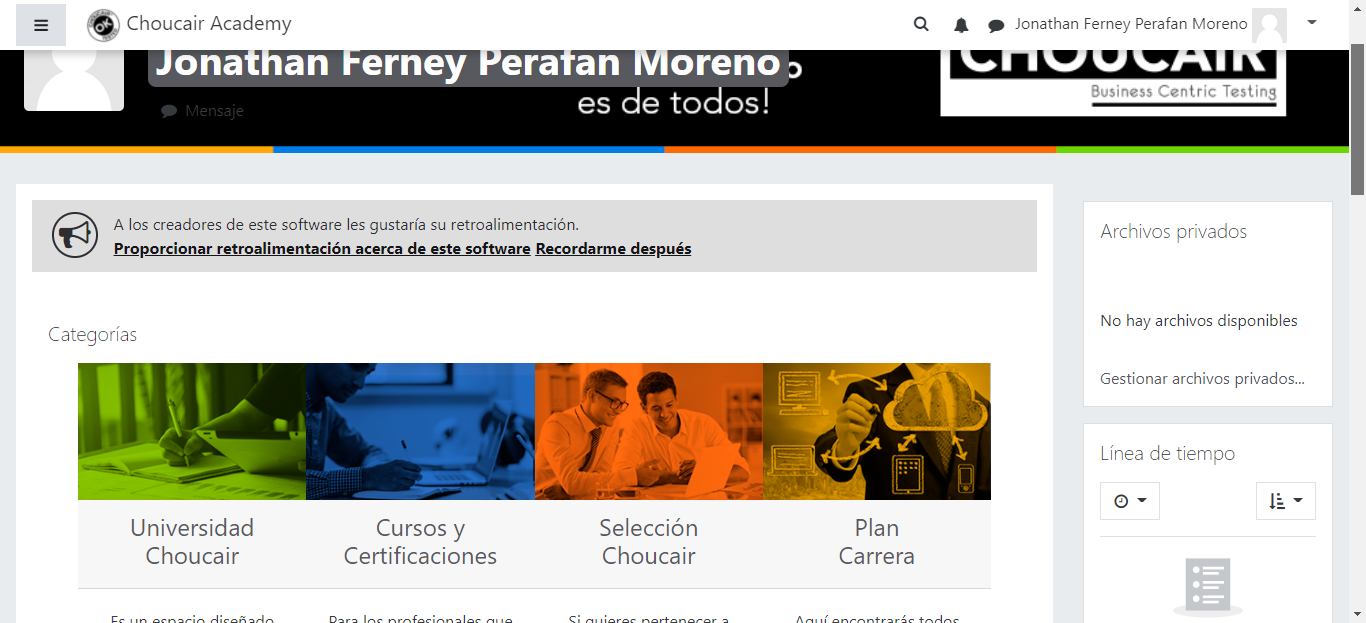 Choucair Academy
Jonathan Ferney Perafan Moreno
Jonathan Ferney Perafan Moreno
es de todos!
CHOUCAIR
Business Centric Testing
Mensaje
A los creadores de este software les gustaría su retroalimentación.
Proporcionar retroalimentación acerca de este software Recordarme después
Categorías
Universidad
Choucair
Cursos y
Certificaciones
Selección
Choucair
Plan
Carrera
Es un espacio diseñado
Para los profesionales que
Si quieres pertenecer a
Aquí encontrarás todos
Archivos privados
No hay archivos disponibles
Gestionar archivos privados...
Línea de tiempo